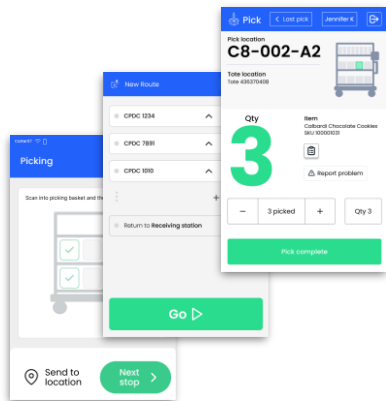 Pick
Last pick
Jennifer K
Pick location
C8-002-A2
Tote location
Tote 436370408
Qty
3
Item
Calbardi Chocolate Cookies
SKU 100001031
Report problem
3 picked
Qty 3
Pick complete
New Route
CPDC 1234
CPDC 7891
CPDC 1010
Return to Receiving station
Go
Picking
Scan into picking basket and the
Send to
location
Next
stop